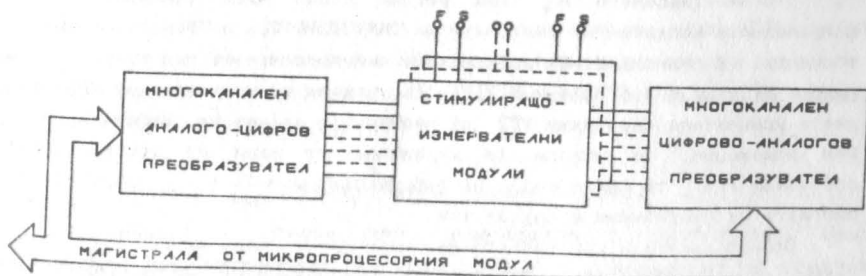 F S F S
МНОГОКАНАЛЕН
АНАЛОГО-ЦИФРОВ
ПРЕОБРАЗУВАТЕЛ
СТИМУЛИРАЩО-
ИЗМЕРВАТЕЛНИ
МОДУЛИ
МНОГОКАНАЛЕН
ЦИФРОВО-АНАЛОГОВ
ПРЕОБРАЗУВАТЕЛ
МАГИСТРАЛА ОТ МИКРОПРОЦЕСОРНИЯ МОДУЛ